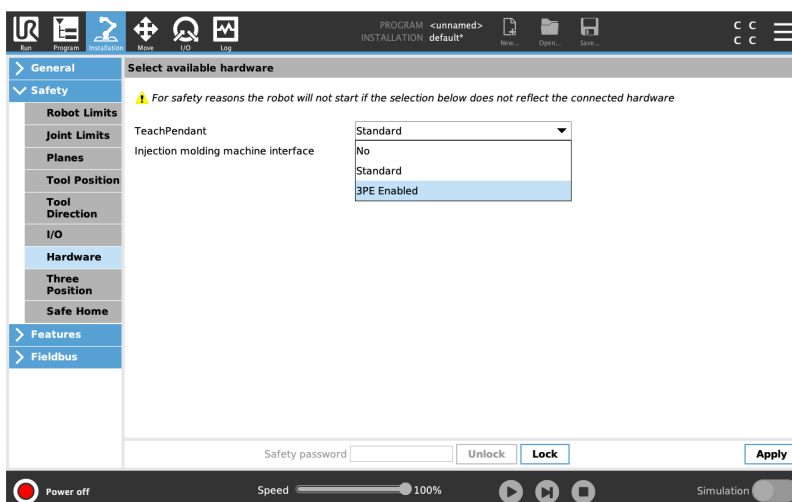 UR
Run
Program
Installation
Move
I/O
Log
PROGRAM <unnamed>
INSTALLATION default*
New...
Open...
Save...
C C
C C
General
Safety
Robot Limits
Joint Limits
Planes
Tool Position
Tool
Direction
I/O
Hardware
Three
Position
Safe Home
Features
Fieldbus
Select available hardware
For safety reasons the robot will not start if the selection below does not reflect the connected hardware
TeachPendant
Standard
Injection molding machine interface
No
Standard
3PE Enabled
Safety password
Unlock
Lock
Apply
Power off
Speed
100%
Simulation